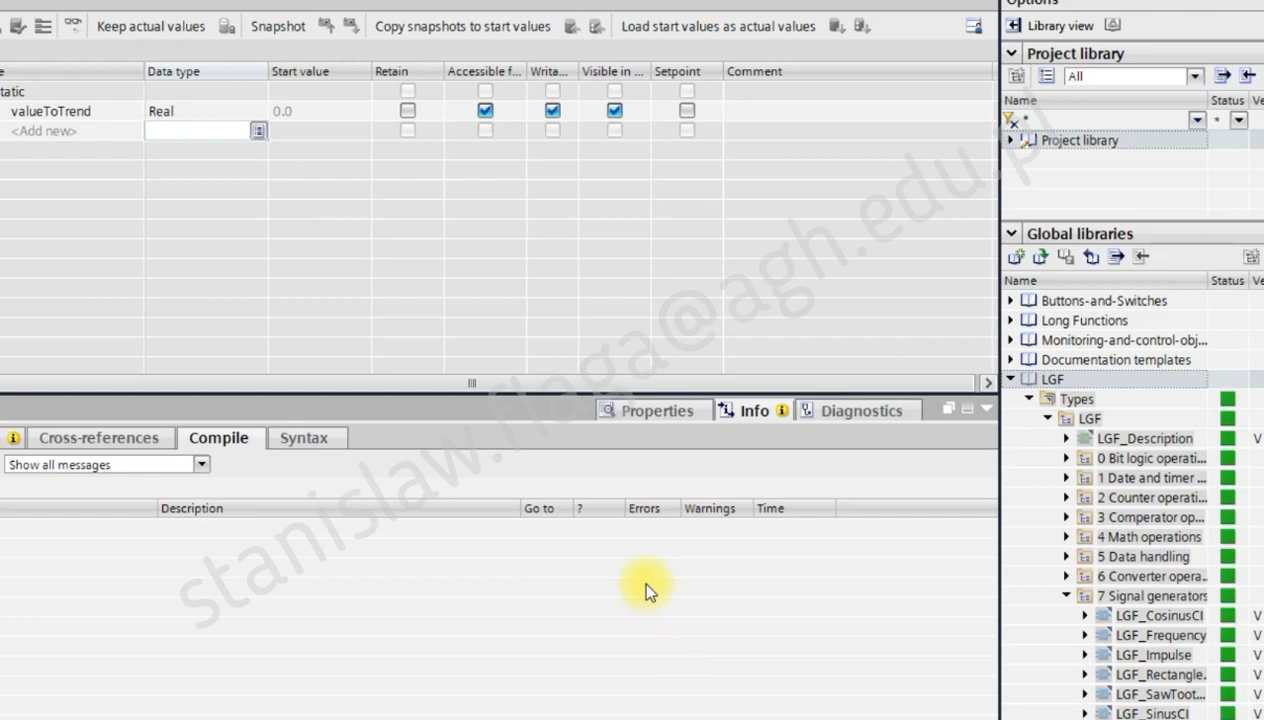 Options
Keep actual values Snapshot Copy snapshots to start values Load start values as actual values
Library view
Data type Start value Retain Accessible f... Writa... Visible in ... Setpoint Comment
valueToTrend Real 0.0
<Add new>
Project library
All
Name Status
* *
Project library
Global libraries
Name Status
Buttons-and-Switches
Long Functions
Monitoring-and-control-obj...
Documentation templates
LGF
Types
LGF
LGF_Description V
0 Bit logic operati...
1 Date and timer ...
2 Counter operati...
3 Comperator op...
4 Math operations
5 Data handling
6 Converter opera...
7 Signal generators
LGF_CosinusCI V
LGF_Frequency V
LGF_Impulse V
LGF_Rectangle... V
LGF_SawToot... V
LGF_SinusCI V
Properties Info Diagnostics
Cross-references Compile Syntax
Show all messages
Description Go to ? Errors Warnings Time
stanislaw.flaga@agh.edu.pl